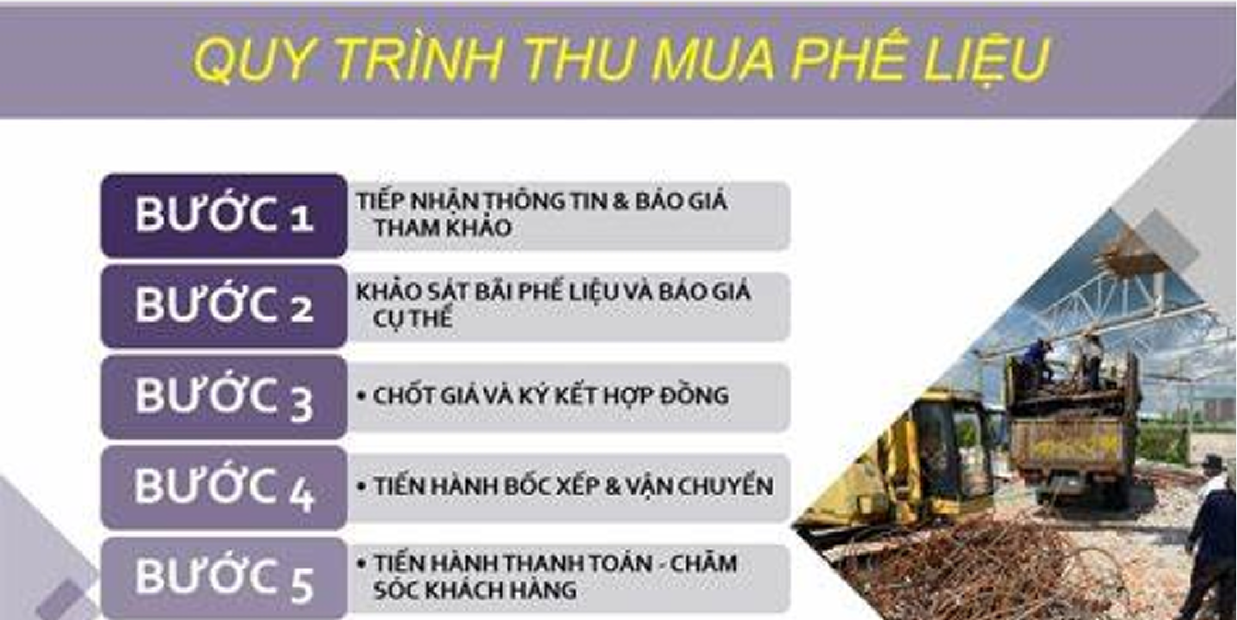 QUY TRÌNH THU MUA PHẾ LIỆU
BƯỚC 1
TIẾP NHẬN THÔNG TIN & BÁO GIÁ
THAM KHẢO
BƯỚC 2
KHẢO SÁT BÃI PHẾ LIỆU VÀ BÁO GIÁ
CỤ THỂ
BƯỚC 3
• CHỐT GIÁ VÀ KÝ KẾT HỢP ĐỒNG
BƯỚC 4
• TIẾN HÀNH BỐC XẾP & VẬN CHUYỂN
BƯỚC 5
• TIẾN HÀNH THANH TOÁN - CHĂM
SÓC KHÁCH HÀNG